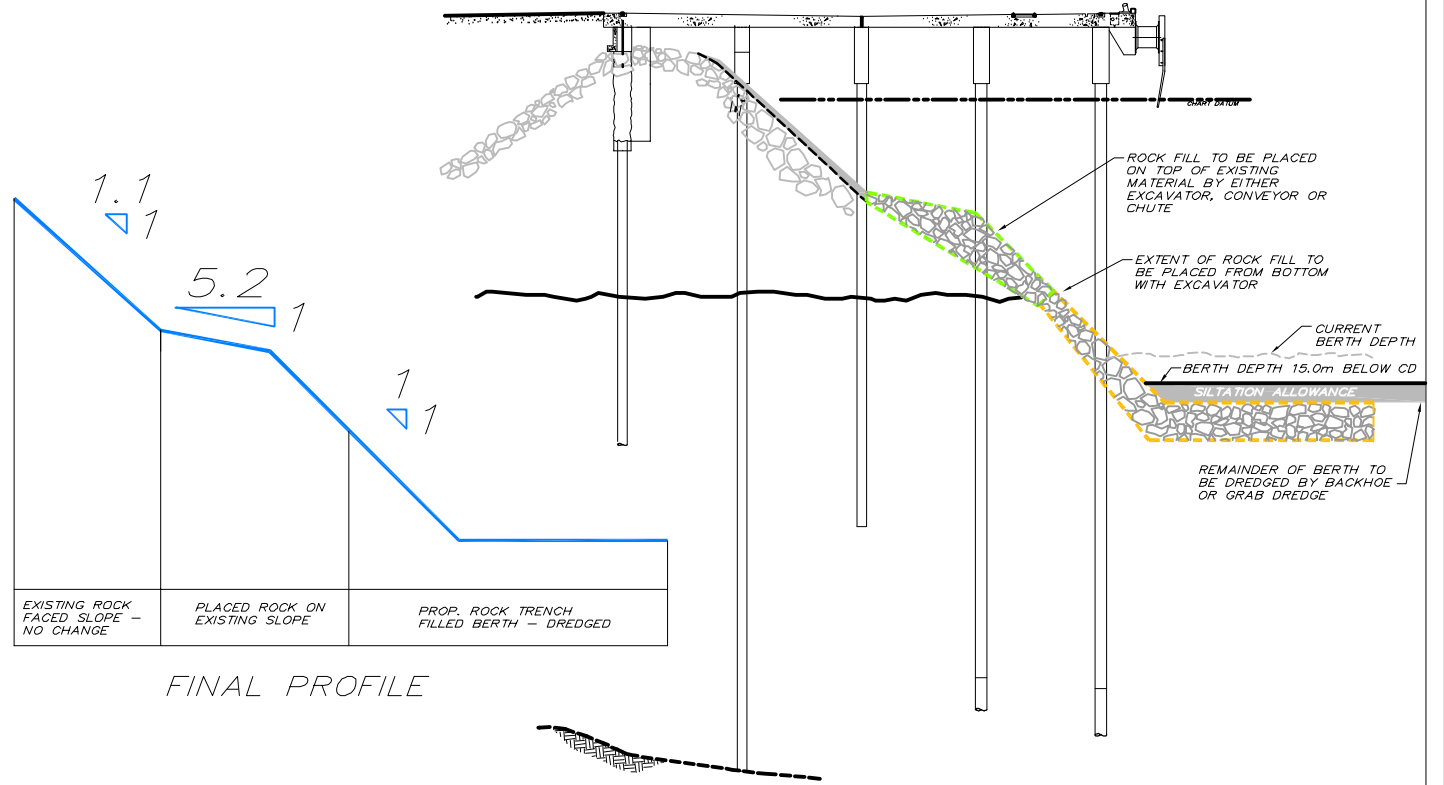 CHART DATUM
ROCK FILL TO BE PLACED
ON TOP OF EXISTING
MATERIAL BY EITHER
EXCAVATOR, CONVEYOR OR
CHUTE
EXTENT OF ROCK FILL TO
BE PLACED FROM BOTTOM
WITH EXCAVATOR
CURRENT
BERTH DEPTH
BERTH DEPTH 15.0m BELOW CD
SILTATION ALLOWANCE
REMAINDER OF BERTH TO
BE DREDGED BY BACKHOE
OR GRAB DREDGE
1.1
1
5.2
1
1
1
EXISTING ROCK
FACED SLOPE –
NO CHANGE
PLACED ROCK ON
EXISTING SLOPE
PROP. ROCK TRENCH
FILLED BERTH – DREDGED
FINAL PROFILE